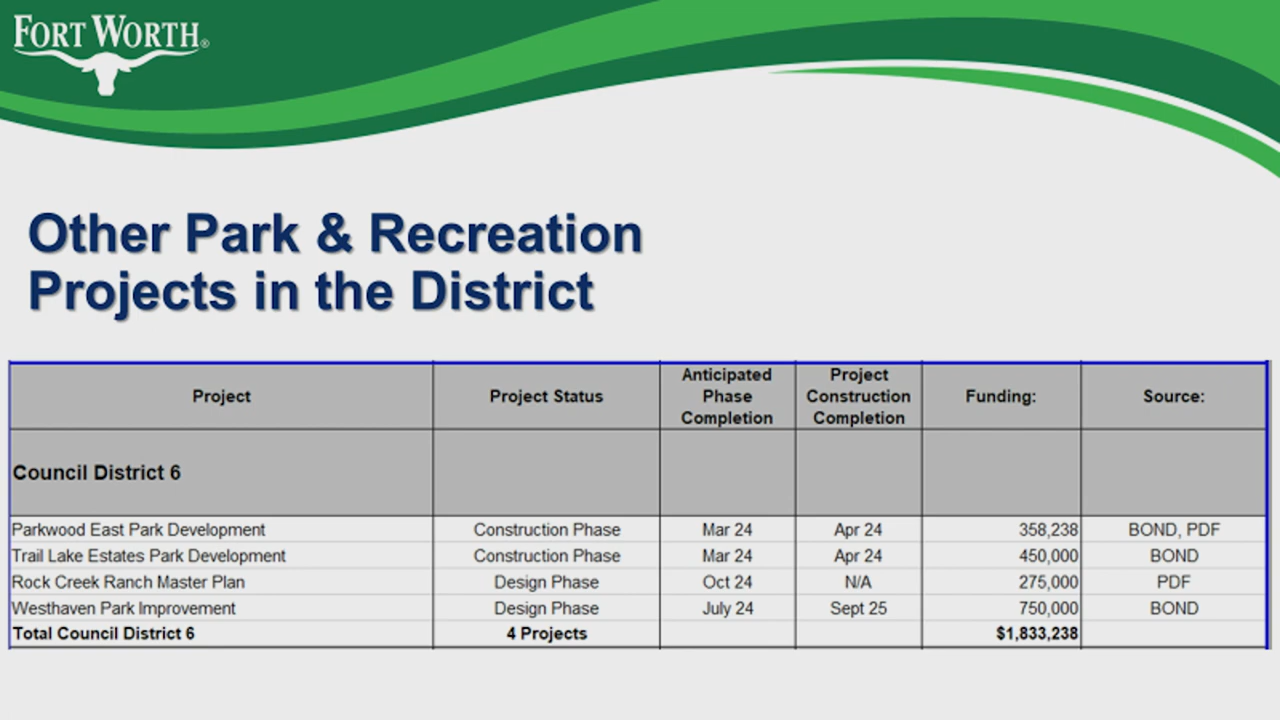 FORT WORTH®
Other Park & Recreation
Projects in the District
Project Project Status Anticipated Phase Completion Project Construction Completion Funding: Source:
Council District 6
Parkwood East Park Development Construction Phase Mar 24 Apr 24 358,238 BOND, PDF
Trail Lake Estates Park Development Construction Phase Mar 24 Apr 24 450,000 BOND
Rock Creek Ranch Master Plan Design Phase Oct 24 N/A 275,000 PDF
Westhaven Park Improvement Design Phase July 24 Sept 25 750,000 BOND
Total Council District 6 4 Projects $1,833,238